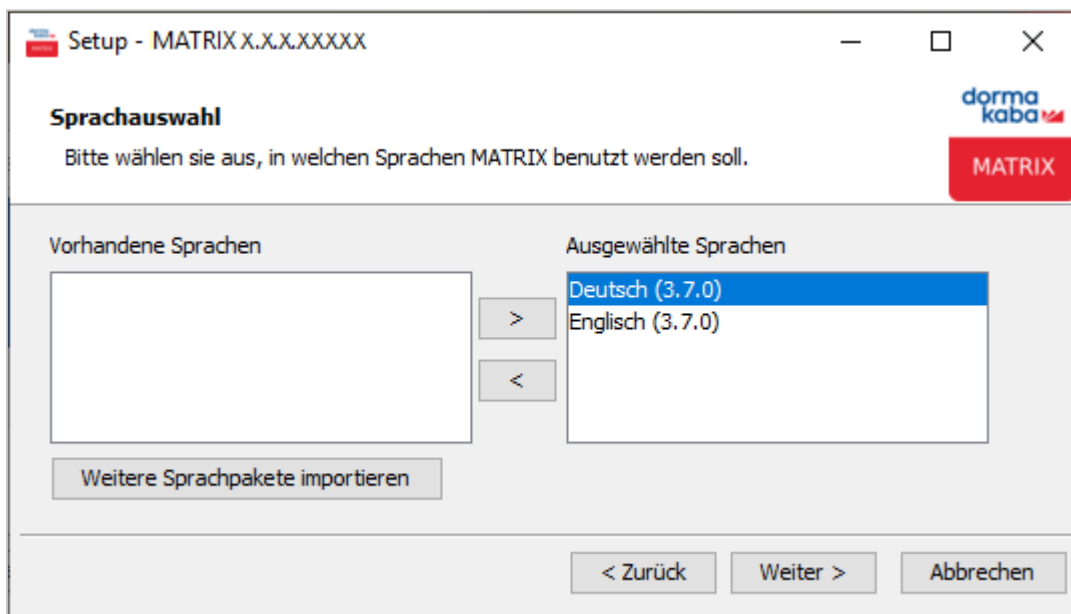 Setup - MATRIX X.X.X.XXXXX
dorma
kaba
Sprachauswahl
Bitte wählen sie aus, in welchen Sprachen MATRIX benutzt werden soll.
MATRIX
Vorhandene Sprachen
Ausgewählte Sprachen
Deutsch (3.7.0)
>
Englisch (3.7.0)
<
Weitere Sprachpakete importieren
< Zurück
Weiter >
Abbrechen